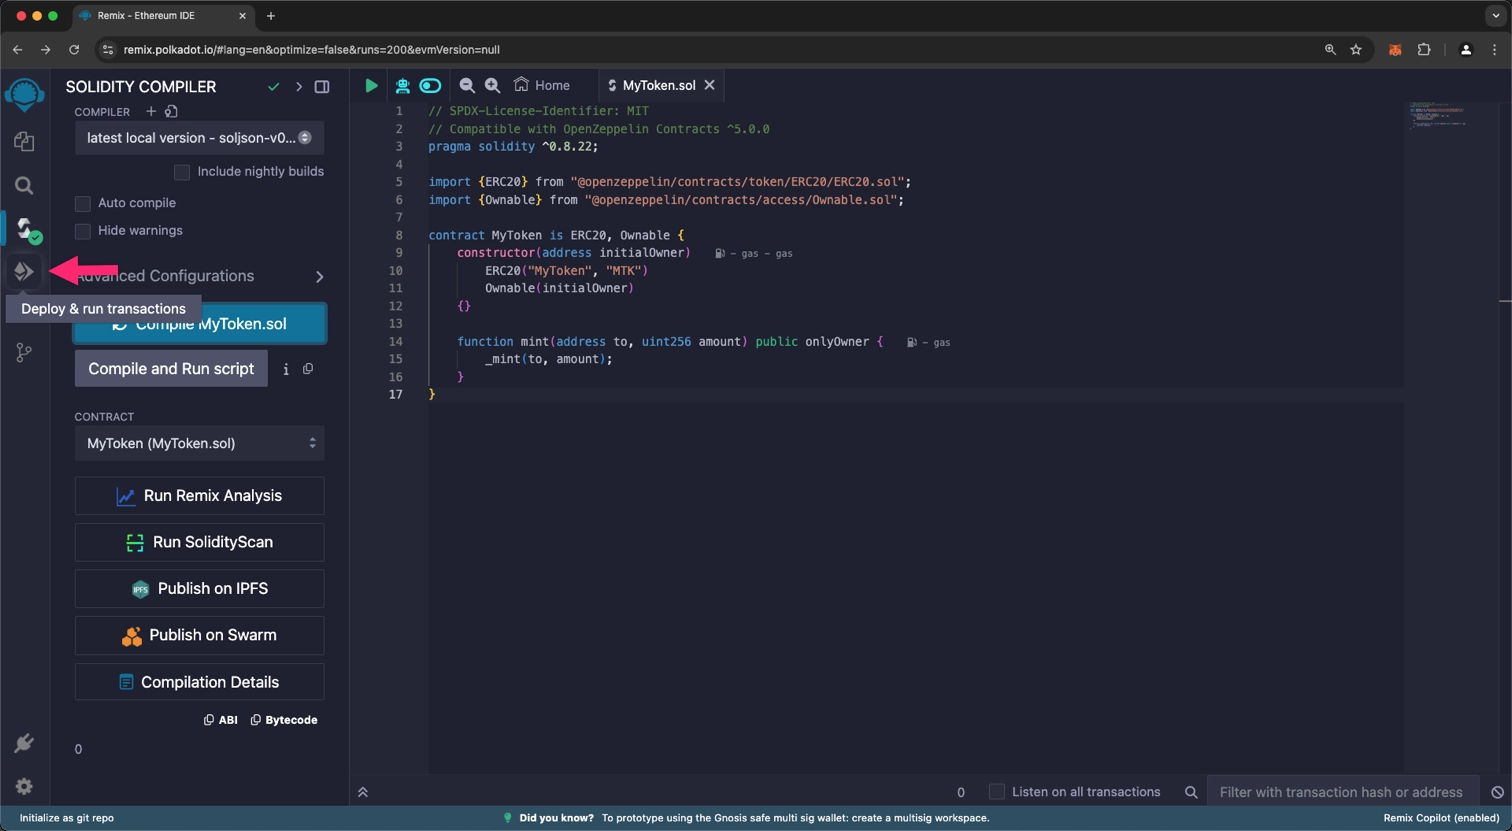 Remix - Ethereum IDE
remix.polkadot.io/#lang=en&optimize=false&runs=200&evmVersion=null
SOLIDITY COMPILER
COMPILER
latest local version - soljson-v0...
Include nightly builds
Auto compile
Hide warnings
Advanced Configurations
Deploy & run transactions
Compile MyToken.sol
Compile and Run script
CONTRACT
MyToken (MyToken.sol)
Run Remix Analysis
Run SolidityScan
IPFS
Publish on IPFS
Publish on Swarm
Compilation Details
ABI
Bytecode
0
Home
MyToken.sol
1 // SPDX-License-Identifier: MIT
2 // Compatible with OpenZeppelin Contracts ^5.0.0
3 pragma solidity ^0.8.22;
4
5 import {ERC20} from "@openzeppelin/contracts/token/ERC20/ERC20.sol";
6 import {Ownable} from "@openzeppelin/contracts/access/Ownable.sol";
7
8 contract MyToken is ERC20, Ownable {
9 constructor(address initialOwner) - gas - gas
10 ERC20("MyToken", "MTK")
11 Ownable(initialOwner)
12 {}
13
14 function mint(address to, uint256 amount) public onlyOwner { - gas
15 _mint(to, amount);
16 }
17 }
0
Listen on all transactions
Filter with transaction hash or address
Initialize as git repo
Did you know? To prototype using the Gnosis safe multi sig wallet: create a multisig workspace.
Remix Copilot (enabled)